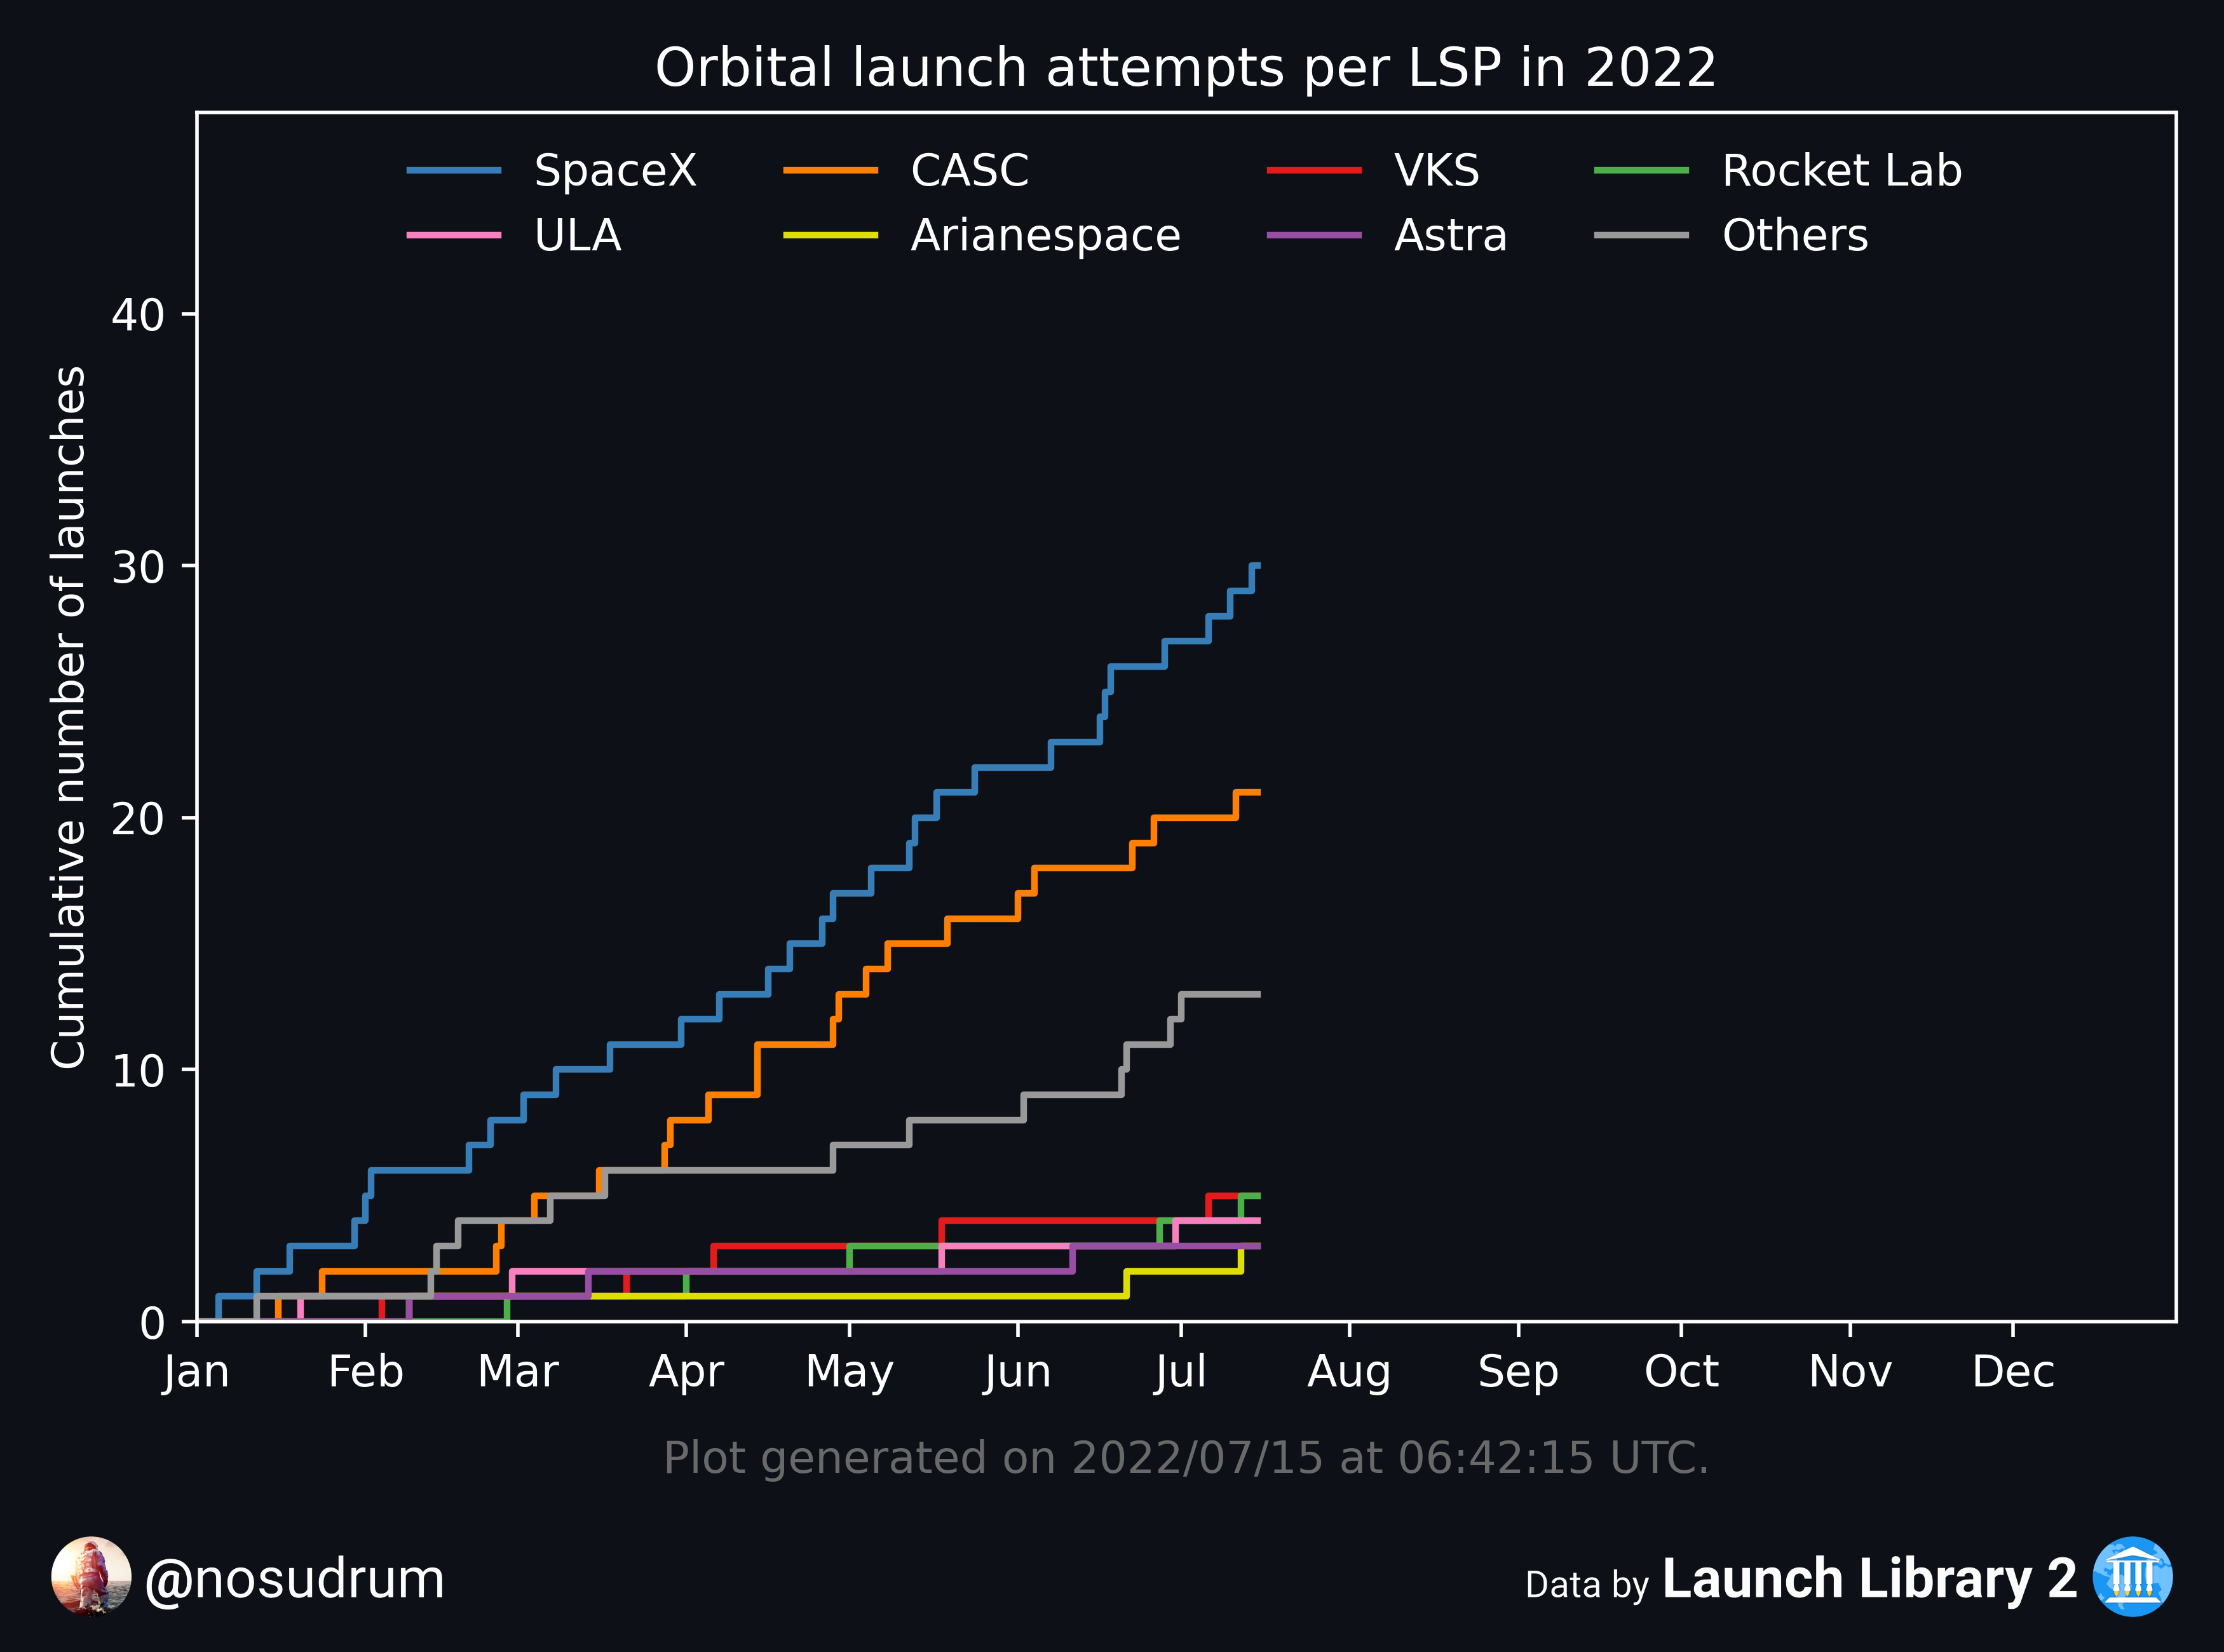 Orbital launch attempts per LSP in 2022
SpaceX CASC VKS Rocket Lab
ULA Arianespace Astra Others
Cumulative number of launches
40
30
20
10
0
Jan Feb Mar Apr May Jun Jul Aug Sep Oct Nov Dec
Plot generated on 2022/07/15 at 06:42:15 UTC.
@nosudrum
Data by Launch Library 2